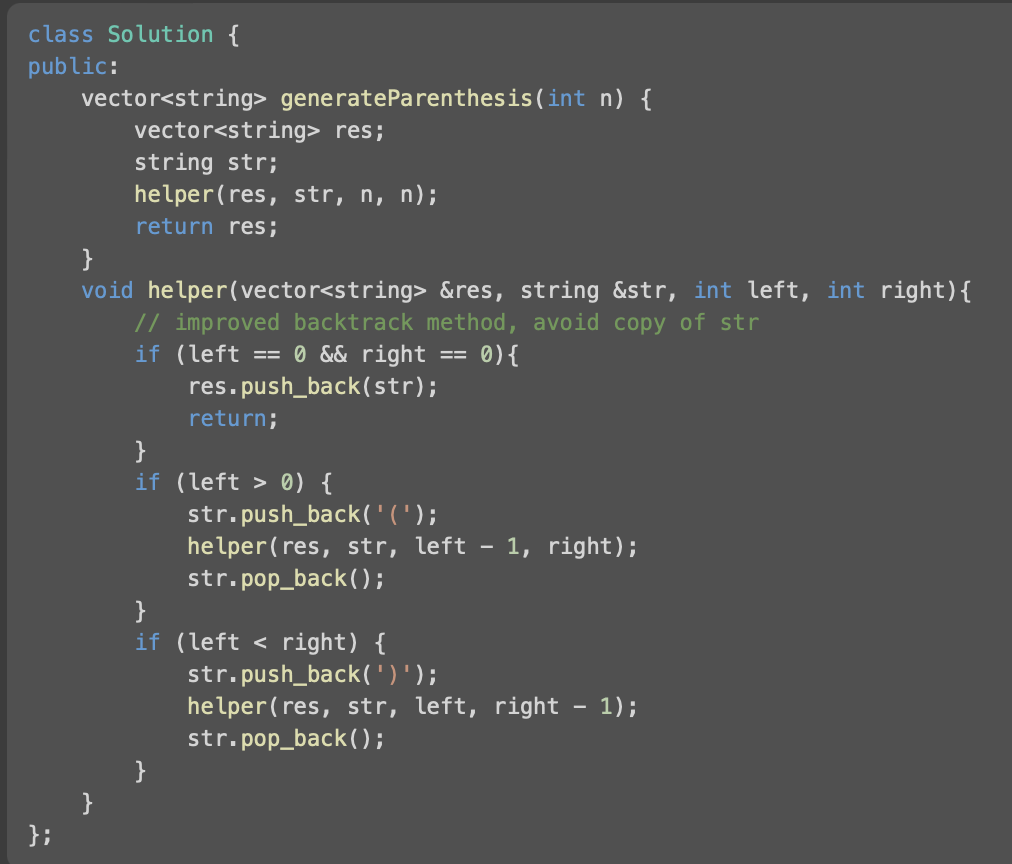 class Solution {
public:
    vector<string> generateParenthesis(int n) {
        vector<string> res;
        string str;
        helper(res, str, n, n);
        return res;
    }
    void helper(vector<string> &res, string &str, int left, int right){
        // improved backtrack method, avoid copy of str
        if (left == 0 && right == 0){
            res.push_back(str);
            return;
        }
        if (left > 0) {
            str.push_back('(');
            helper(res, str, left - 1, right);
            str.pop_back();
        }
        if (left < right) {
            str.push_back(')');
            helper(res, str, left, right - 1);
            str.pop_back();
        }
    }
};